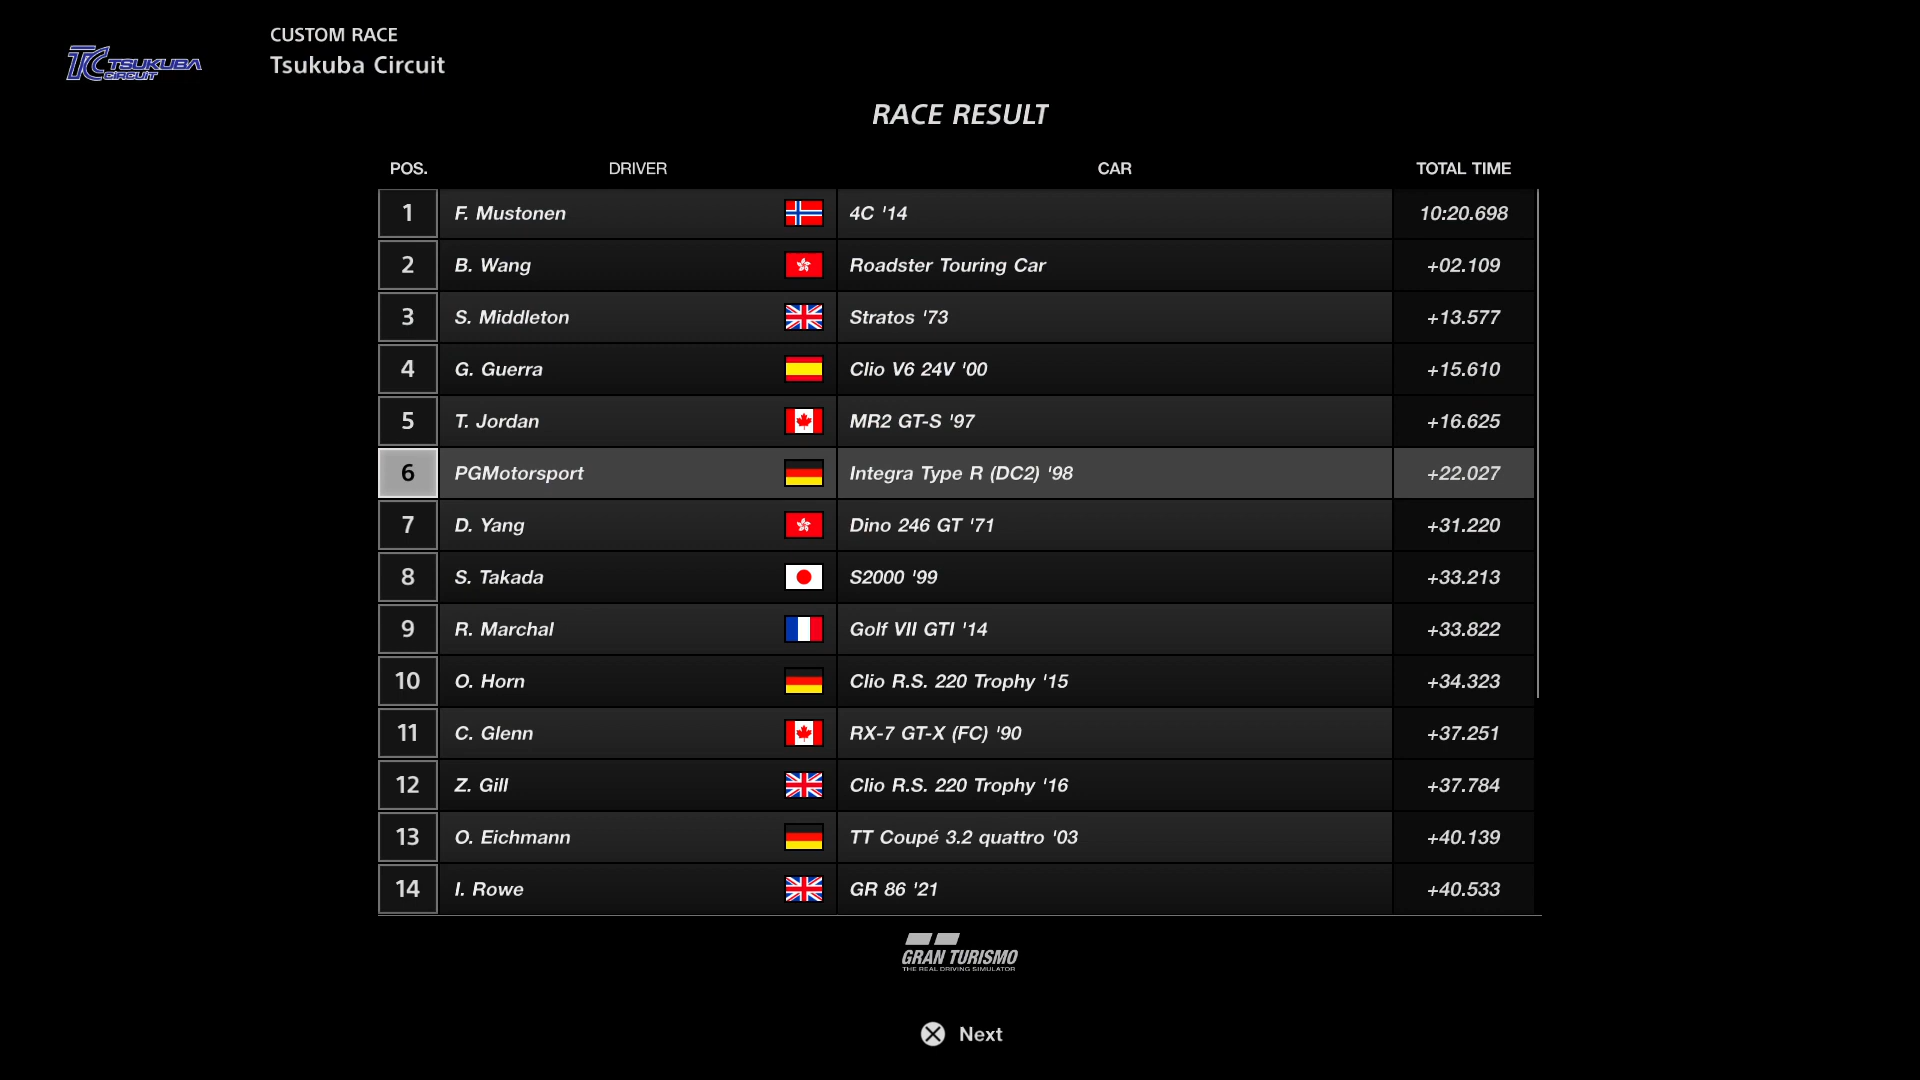 TC TSUKUBA CIRCUIT
CUSTOM RACE
Tsukuba Circuit
RACE RESULT
POS. DRIVER CAR TOTAL TIME
1 F. Mustonen 4C '14 10:20.698
2 B. Wang Roadster Touring Car +02.109
3 S. Middleton Stratos '73 +13.577
4 G. Guerra Clio V6 24V '00 +15.610
5 T. Jordan MR2 GT-S '97 +16.625
6 PGMotorsport Integra Type R (DC2) '98 +22.027
7 D. Yang Dino 246 GT '71 +31.220
8 S. Takada S2000 '99 +33.213
9 R. Marchal Golf VII GTI '14 +33.822
10 O. Horn Clio R.S. 220 Trophy '15 +34.323
11 C. Glenn RX-7 GT-X (FC) '90 +37.251
12 Z. Gill Clio R.S. 220 Trophy '16 +37.784
13 O. Eichmann TT Coupé 3.2 quattro '03 +40.139
14 I. Rowe GR 86 '21 +40.533
GRAN TURISMO
THE REAL DRIVING SIMULATOR
Next